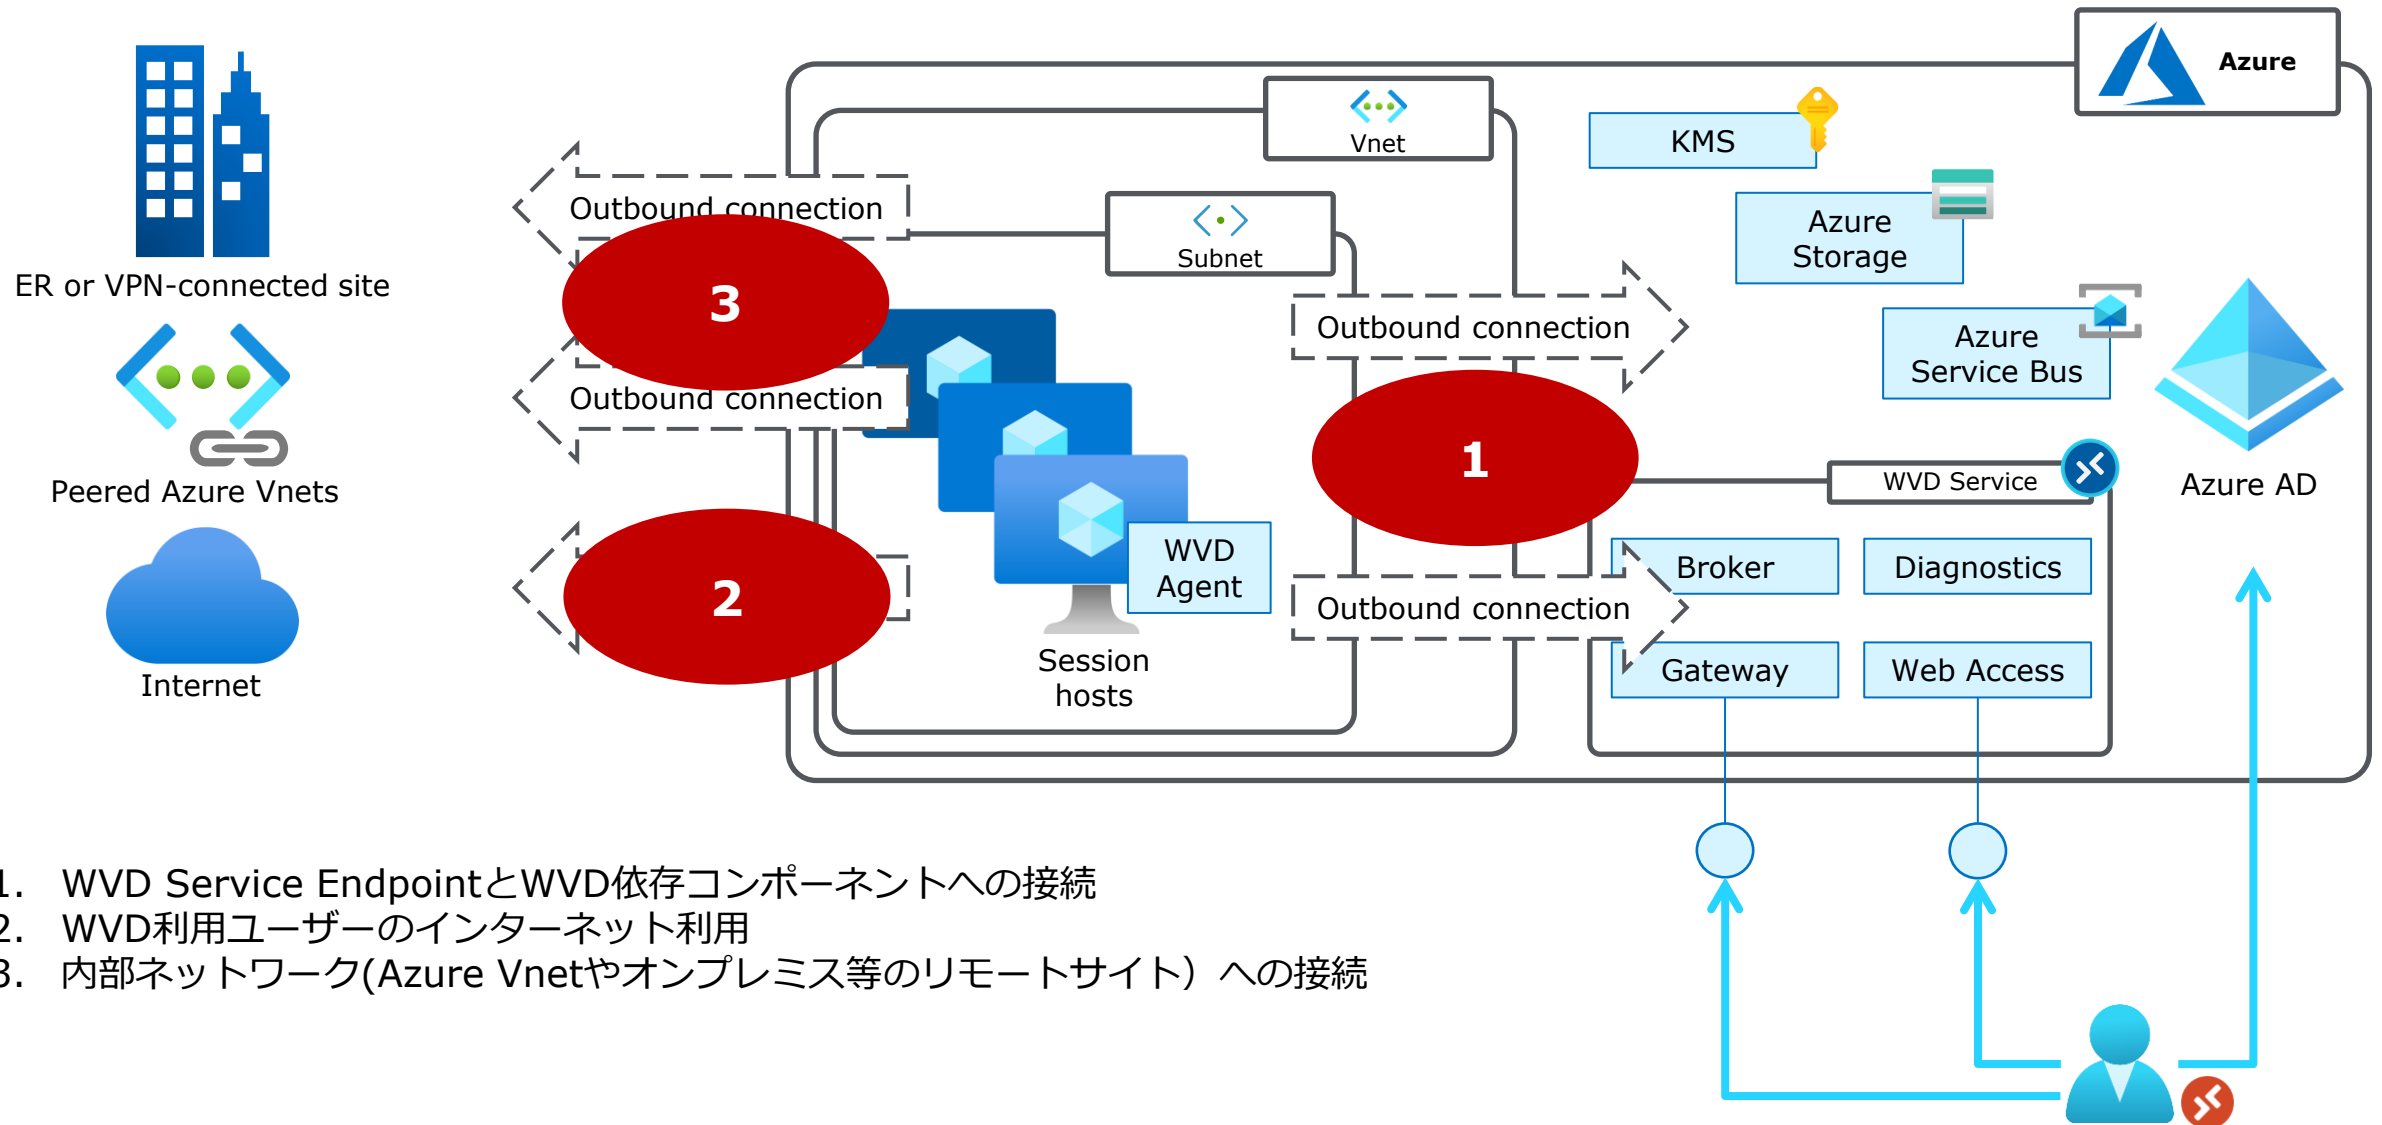 Azure
Vnet
KMS
Outbound connection
Subnet
Azure
Storage
ER or VPN-connected site
3
Outbound connection
Azure
Service Bus
Outbound connection
1
Peered Azure Vnets
WVD Service
Azure AD
WVD
Agent
Broker
Diagnostics
2
Outbound connection
Session
hosts
Gateway
Web Access
Internet
1. WVD Service EndpointとWVD依存コンポーネントへの接続
2. WVD利用ユーザーのインターネット利用
3. 内部ネットワーク(Azure Vnetやオンプレミス等のリモートサイト）への接続